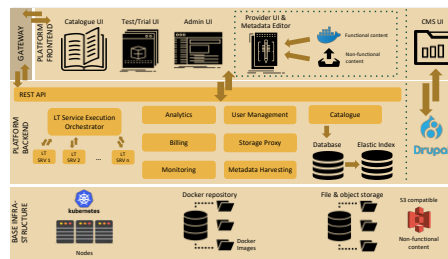 GATEWAY
PLATFORM
FRONTEND
Catalogue UI
Test/Trial UI
Admin UI
Provider UI &
Metadata Editor
Functional content
Non-functional
content
CMS UI
REST API
PLATFORM
BACKEND
LT Service Execution
Orchestrator
LT
SRV 1
LT
SRV 2
...
LT
SRV n
Analytics
User Management
Catalogue
Billing
Storage Proxy
Monitoring
Metadata Harvesting
Database
Elastic Index
Drupal
BASE INFRA-
STRUCTURE
kubernetes
Nodes
Docker repository
Docker
Images
File & object storage
S3 compatible
Non-functional
content